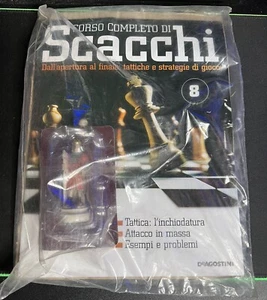 CORSO COMPLETO DI
Scacchi
Dall'apertura al finale, tattiche e strategie di gioco
8
Tattica: l'inchiodatura
Attacco in massa
Esempi e problemi
DeAGOSTINI